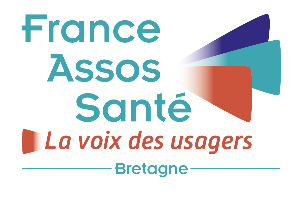 France
Assos
Santé
La voix des usagers
Bretagne